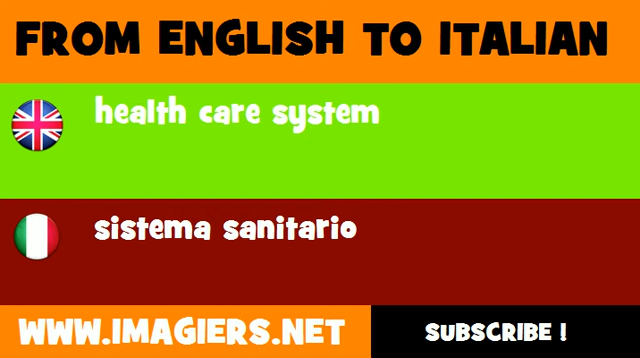 FROM ENGLISH TO ITALIAN
health care system
sistema sanitario
WWW.IMAGIERS.NET
SUBSCRIBE !